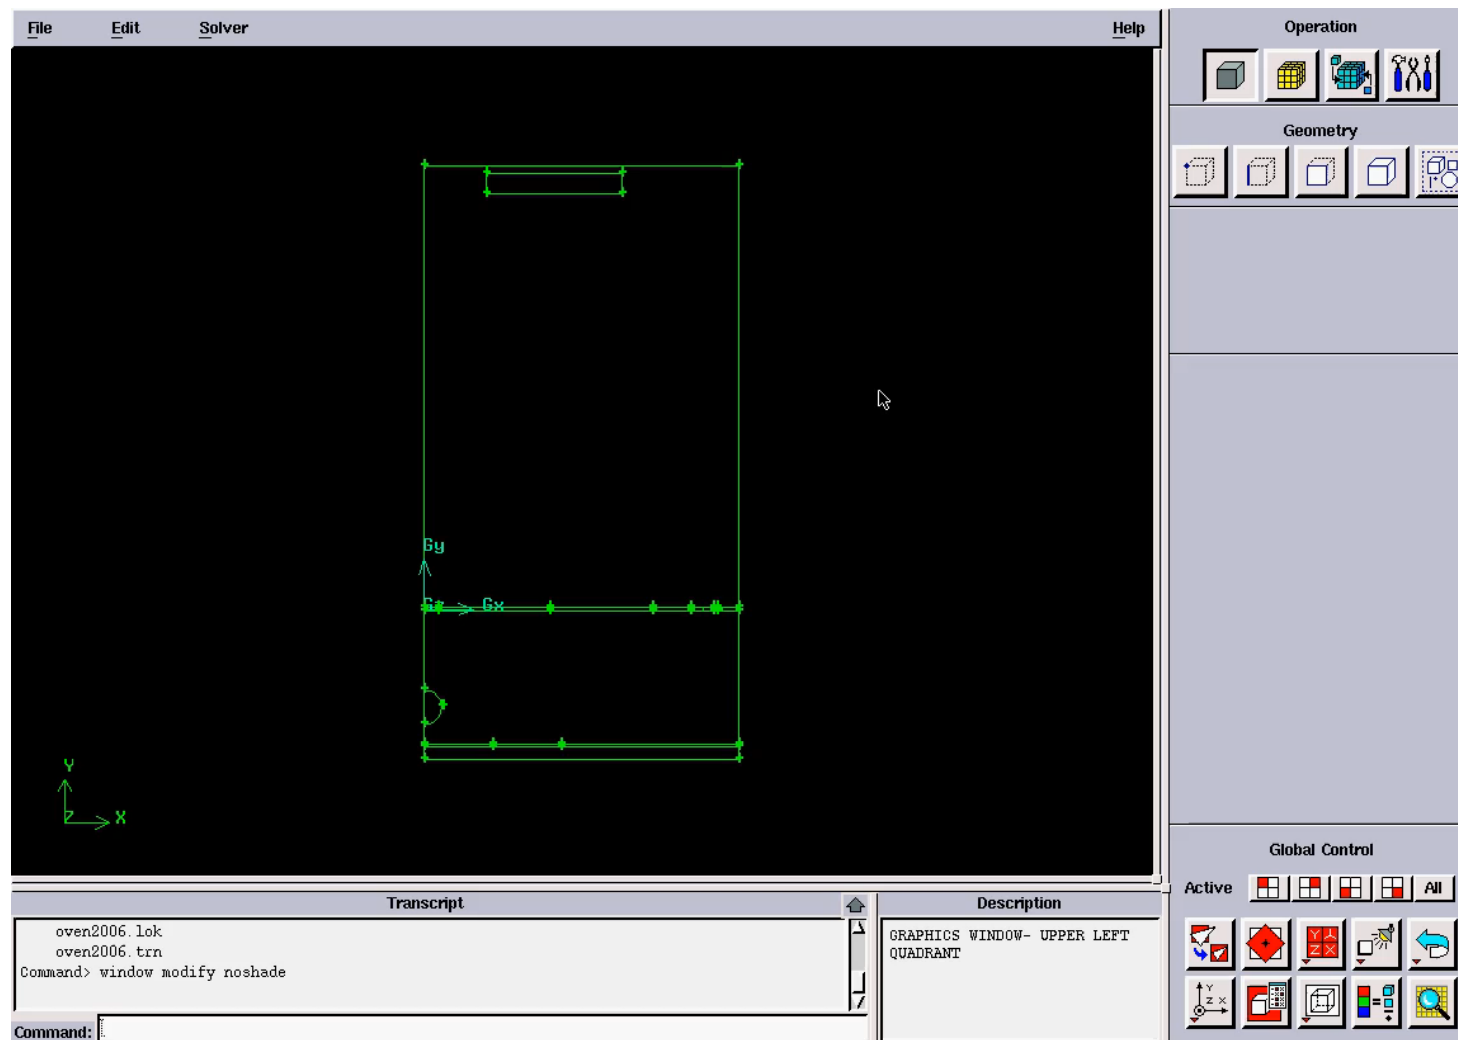 File Edit Solver Help
Operation
Geometry
Gy
Gx
Y
Z X
Global Control
Active All
Transcript
oven2006.lok
oven2006.trn
Command> window modify noshade
Command:
Description
GRAPHICS WINDOW- UPPER LEFT
QUADRANT